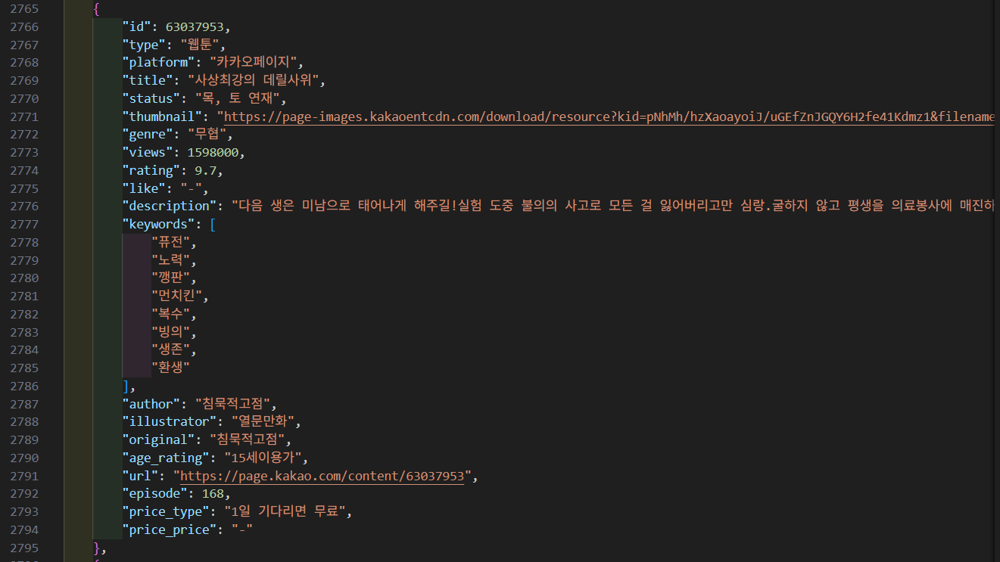 2765 {
2766 "id": 63037953,
2767 "type": "웹툰",
2768 "platform": "카카오페이지",
2769 "title": "사상최강의 데릴사위",
2770 "status": "목, 토 연재",
2771 "thumbnail": "https://page-images.kakaoentcdn.com/download/resource?kid=pNhMh/hzXaoayoiJ/uGEfZnJGQY6H2fe41Kdmz1&filename
2772 "genre": "무협",
2773 "views": 1598000,
2774 "rating": 9.7,
2775 "like": "-",
2776 "description": "다음 생은 미남으로 태어나게 해주길!실험 도중 불의의 사고로 모든 걸 잃어버리고만 심랑.굴하지 않고 평생을 의료봉사에 매진하
2777 "keywords": [
2778 "퓨전",
2779 "노력",
2780 "깽판",
2781 "먼치킨",
2782 "복수",
2783 "빙의",
2784 "생존",
2785 "환생"
2786 ],
2787 "author": "침묵적고점",
2788 "illustrator": "열문만화",
2789 "original": "침묵적고점",
2790 "age_rating": "15세이용가",
2791 "url": "https://page.kakao.com/content/63037953",
2792 "episode": 168,
2793 "price_type": "1일 기다리면 무료",
2794 "price_price": "-"
2795 },